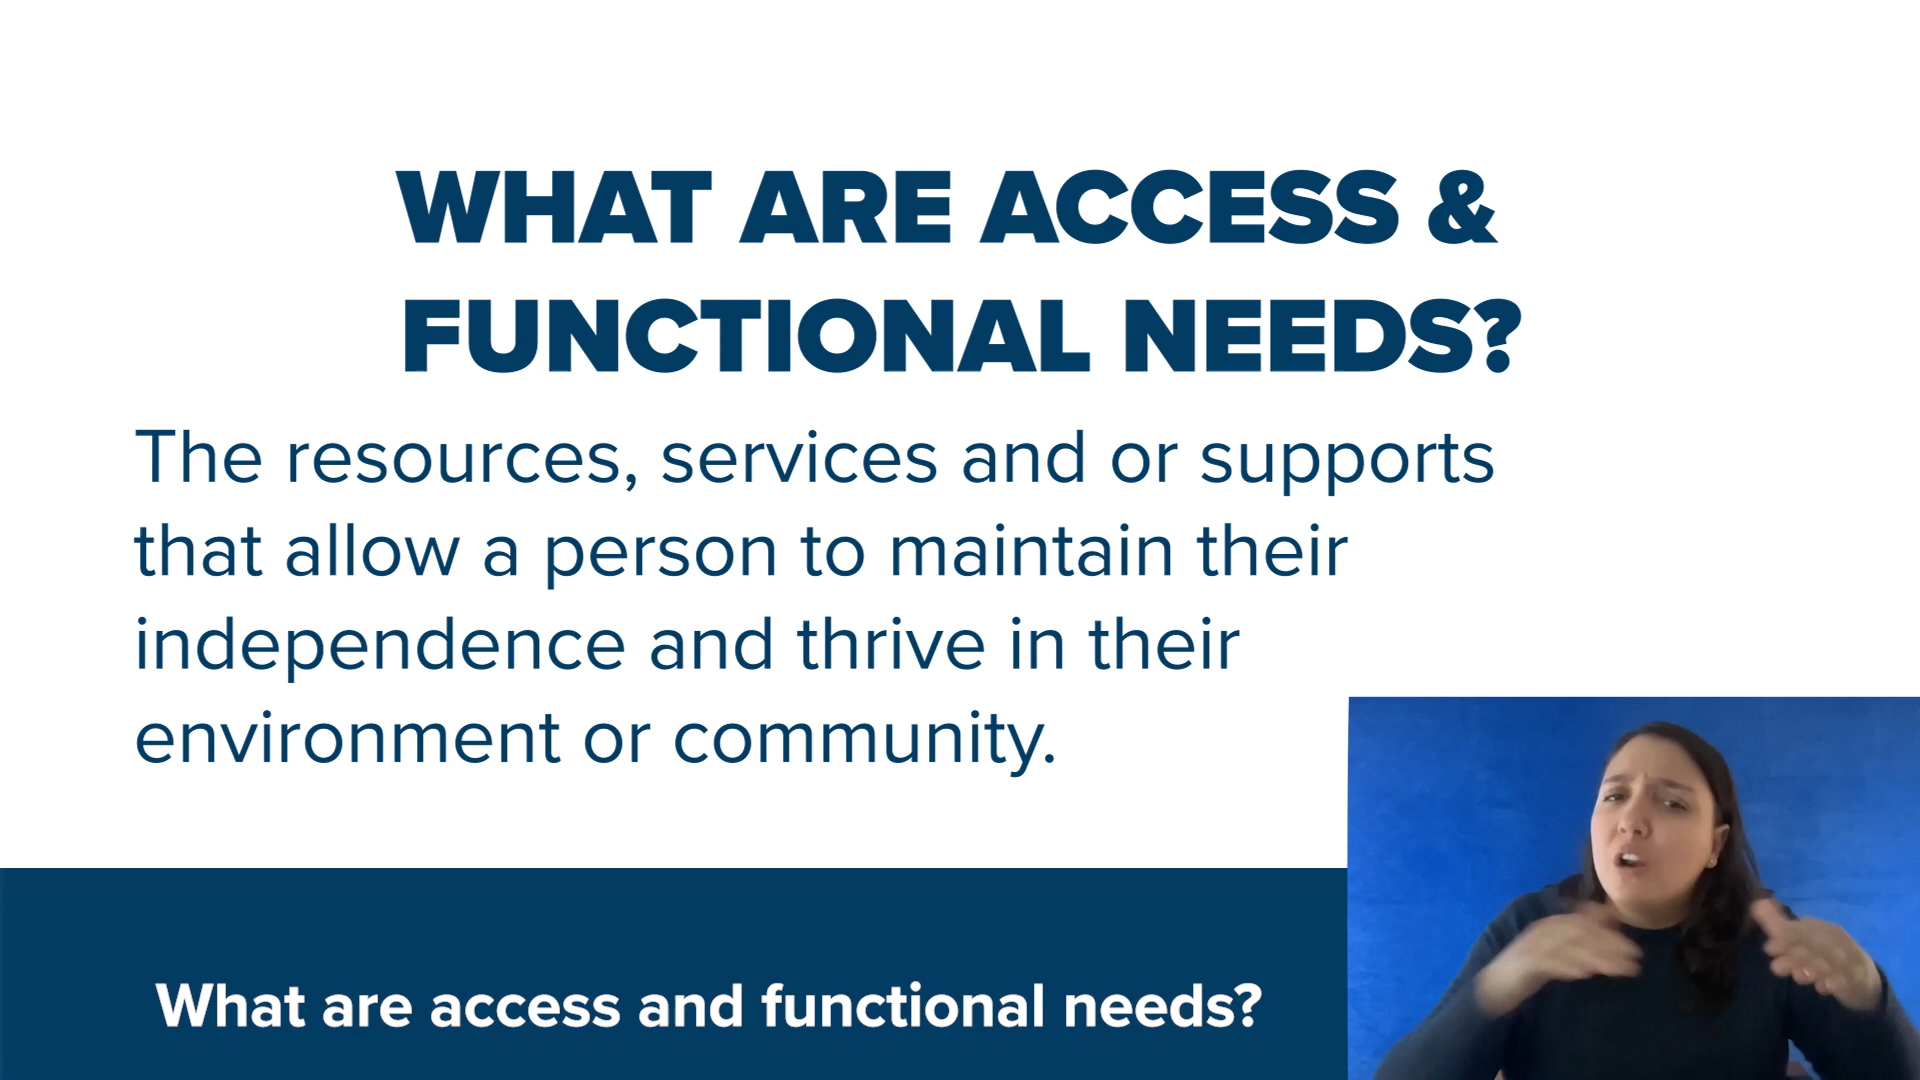 WHAT ARE ACCESS &
FUNCTIONAL NEEDS?
The resources, services and or supports
that allow a person to maintain their
independence and thrive in their
environment or community.
What are access and functional needs?